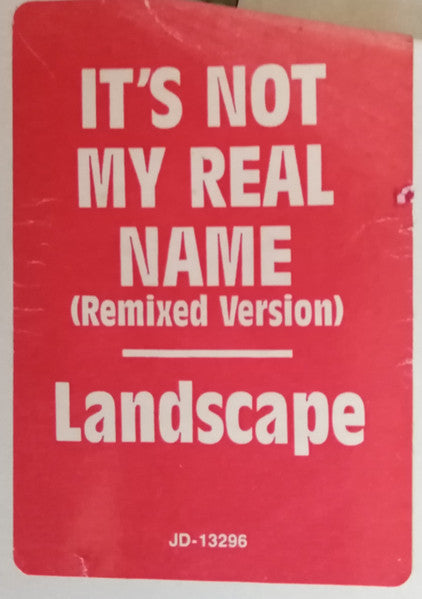 IT'S NOT
MY REAL
NAME
(Remixed Version)
Landscape
JD-13296